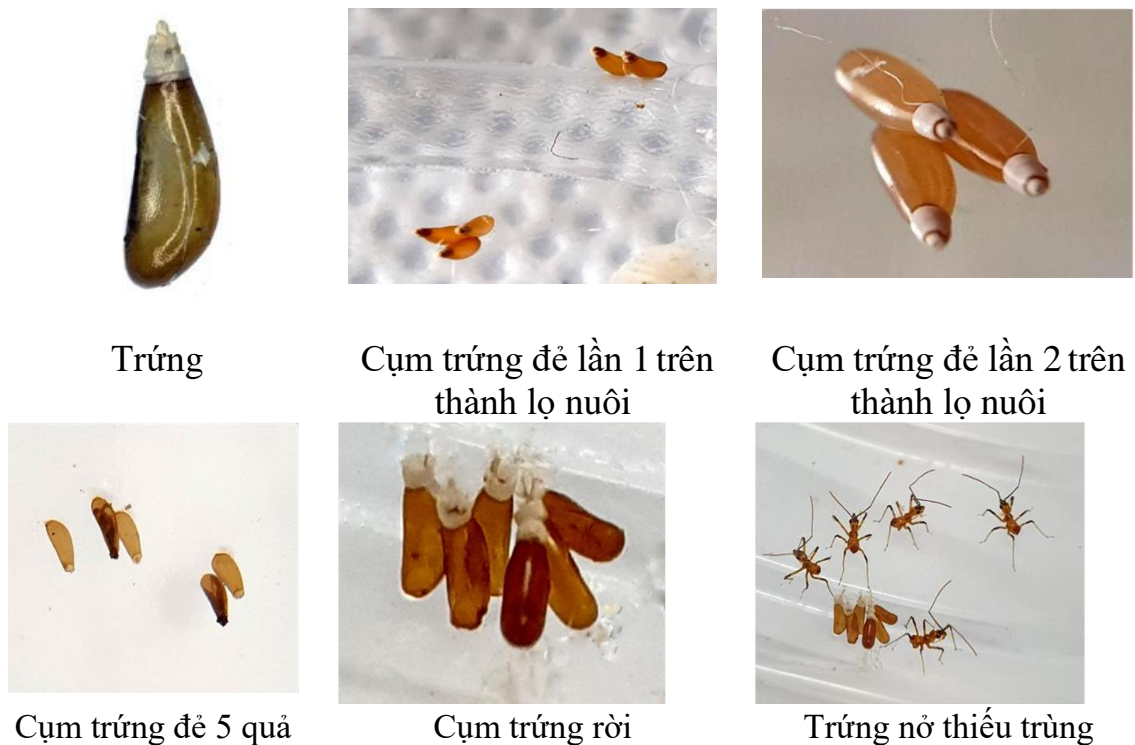 Trứng
Cụm trứng đẻ lần 1 trên
thành lọ nuôi
Cụm trứng đẻ lần 2 trên
thành lọ nuôi
Cụm trứng đẻ 5 quả
Cụm trứng rời
Trứng nở thiếu trùng